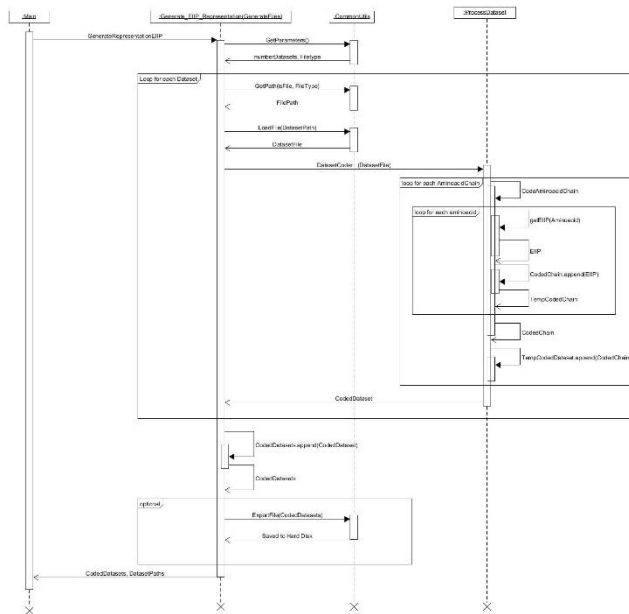 :Main
:Generate_EIIP_Representation(GenerateFiles)
:CommonUtils
:ProcessDataset
GenerateRepresentationEIIP
GetParameters()
numberDatasets, Filetype
Loop for each Dataset
GetPath(isFile, FileType)
FilePath
LoadFile(DatasetPath)
DatasetFile
DatasetCoder (DatasetFile)
loop for each AminoacidChain
CodeAminoacidChain
loop for each aminoacid
getEIIP(Aminoacid)
EIIP
CodedChain.append(EIIP)
TempCodedChain
CodedChain
TempCodedDataset.append(CodedChain
CodedDataset
CodedDatasets.append(CodedDataset)
CodedDatasets
optional
ExportFile(CodedDatasets)
Saved to Hard Disk
CodedDatasets, DatasetPaths